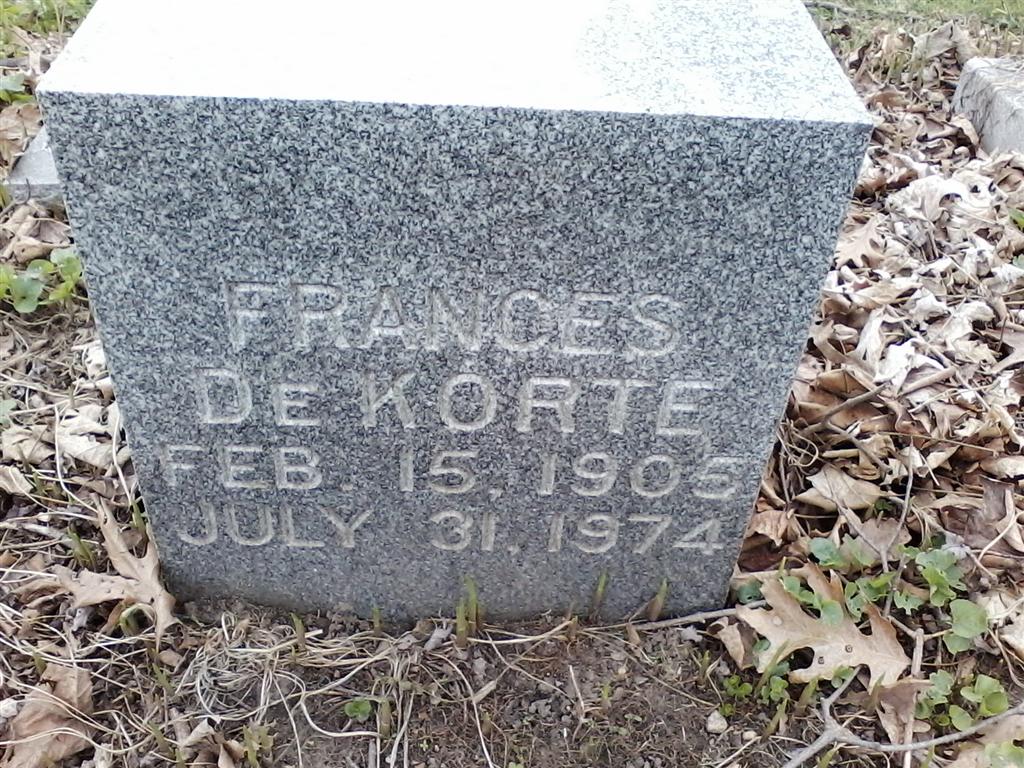 FRANCES
DE KORTE
FEB. 15, 1905
JULY 31, 1974